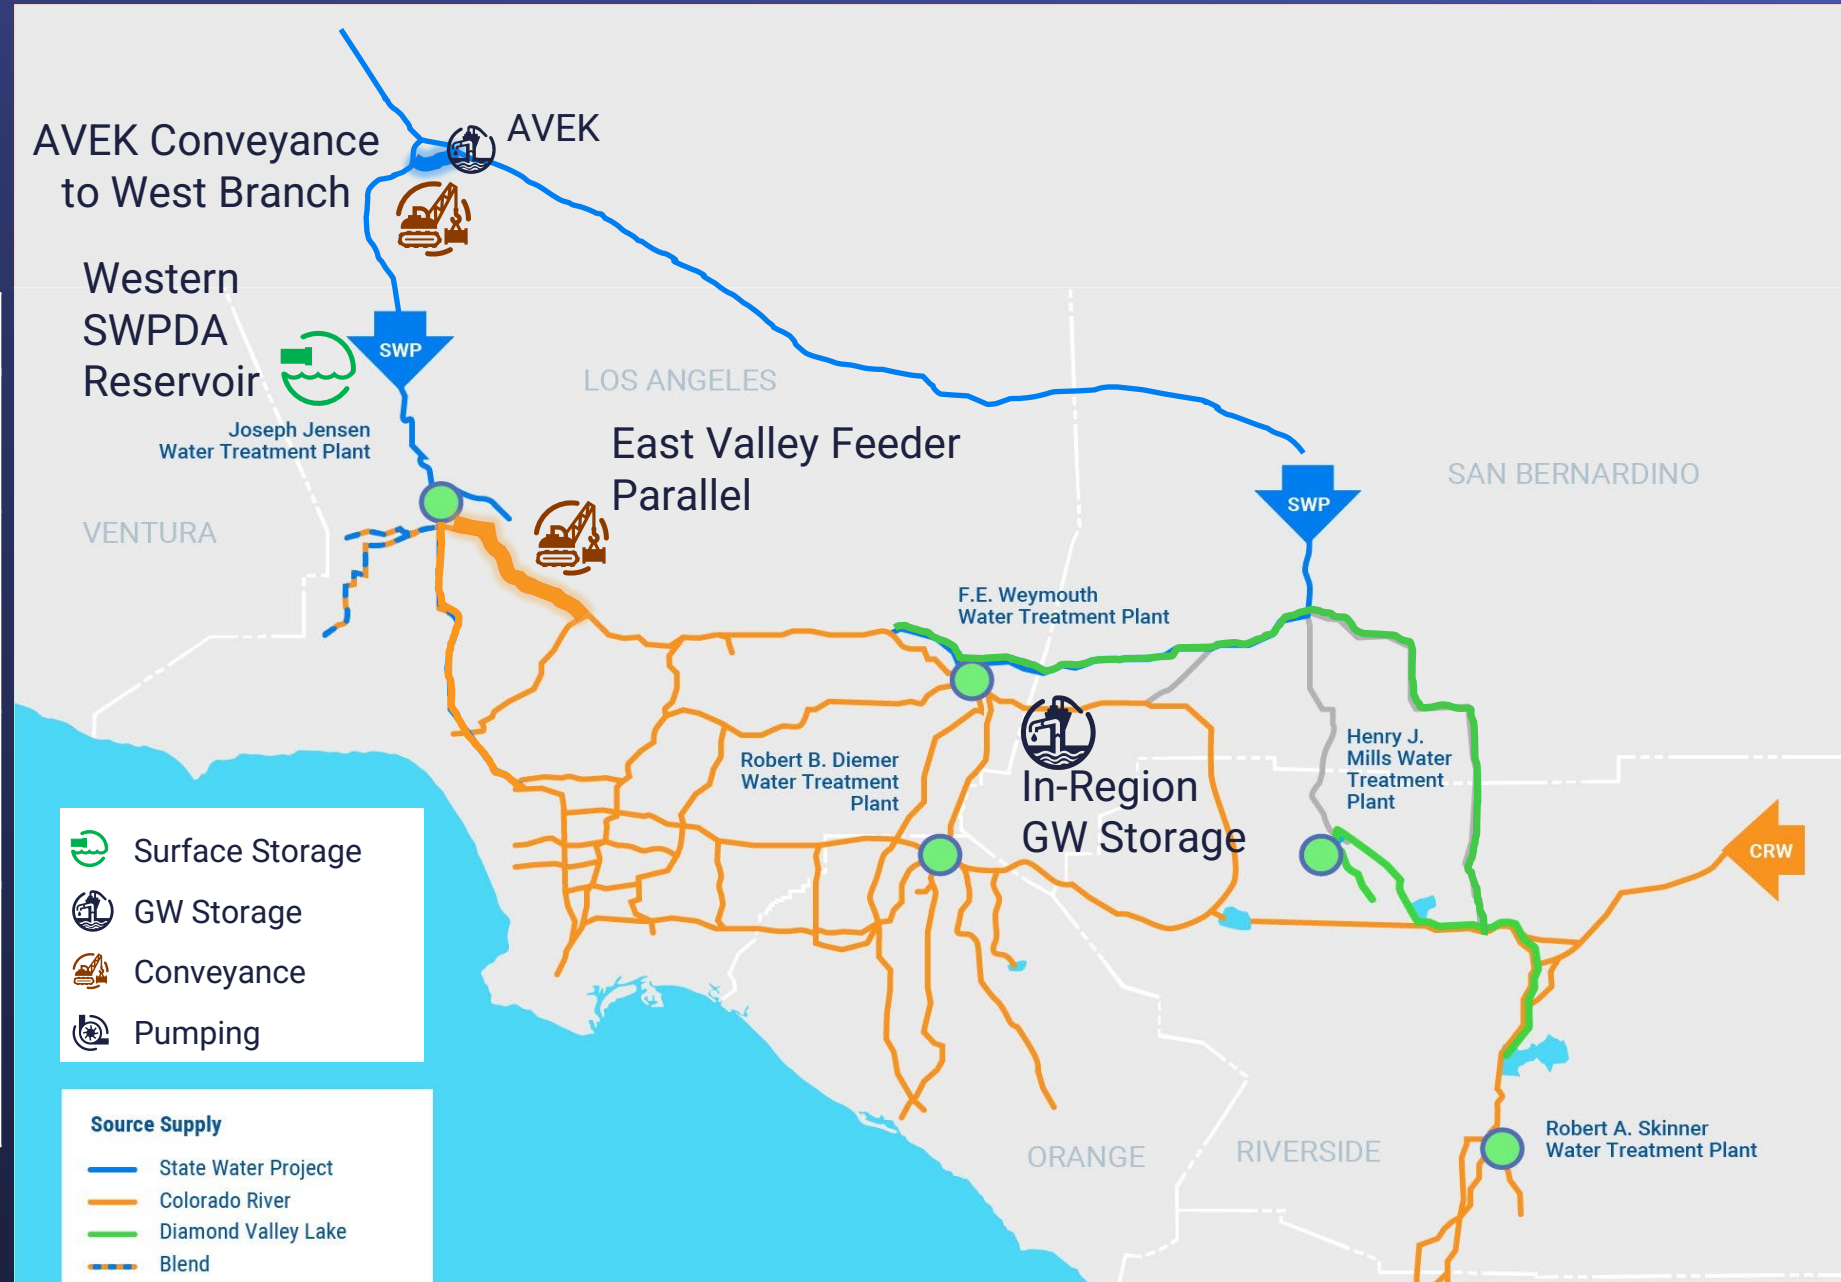 AVEK Conveyance
to West Branch
AVEK
Western
SWPDA
Reservoir
SWP
LOS ANGELES
Joseph Jensen
Water Treatment Plant
East Valley Feeder
Parallel
SAN BERNARDINO
SWP
VENTURA
F.E. Weymouth
Water Treatment Plant
Robert B. Diemer
Water Treatment
Plant
In-Region
GW Storage
Henry J.
Mills Water
Treatment
Plant
CRW
Surface Storage
GW Storage
Conveyance
Pumping
Source Supply
State Water Project
Colorado River
Diamond Valley Lake
Blend
ORANGE
RIVERSIDE
Robert A. Skinner
Water Treatment Plant